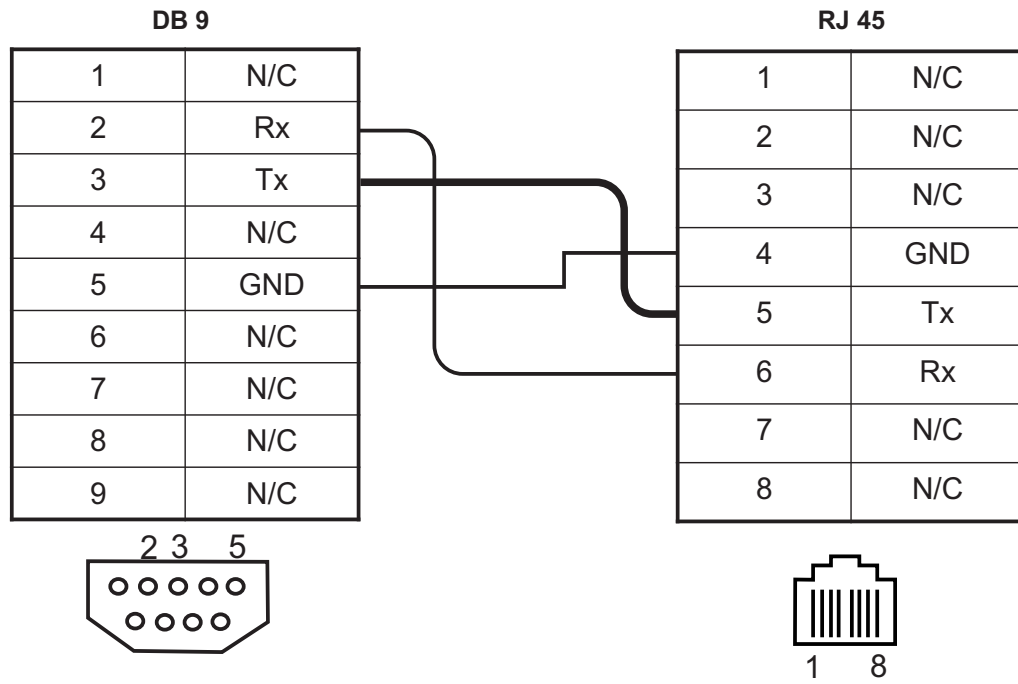 DB 9
1 N/C
2 Rx
3 Tx
4 N/C
5 GND
6 N/C
7 N/C
8 N/C
9 N/C
2 3 5
RJ 45
1 N/C
2 N/C
3 N/C
4 GND
5 Tx
6 Rx
7 N/C
8 N/C
1 8